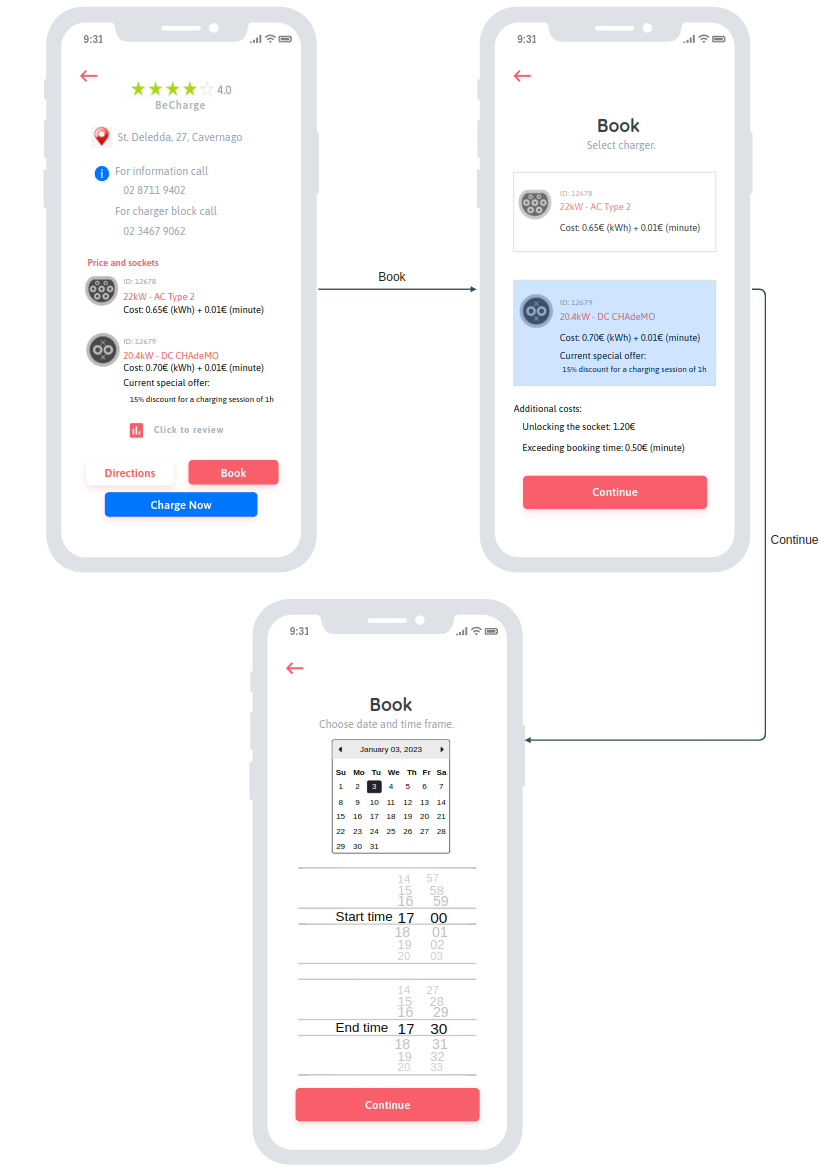 9:31
4.0
BeCharge
St. Deledda, 27, Cavernago
i
For information call
02 8711 9402
For charger block call
02 3467 9062
Price and sockets
ID: 12678
22kW - AC Type 2
Cost: 0.65€ (kWh) + 0.01€ (minute)
ID: 12679
20.4kW - DC CHAdeMO
Cost: 0.70€ (kWh) + 0.01€ (minute)
Current special offer:
15% discount for a charging session of 1h
Click to review
Directions Book
Charge Now
Book
9:31
Book
Select charger.
ID: 12678
22kW - AC Type 2
Cost: 0.65€ (kWh) + 0.01€ (minute)
ID: 12679
20.4kW - DC CHAdeMO
Cost: 0.70€ (kWh) + 0.01€ (minute)
Current special offer:
15% discount for a charging session of 1h
Additional costs:
Unlocking the socket: 1.20€
Exceeding booking time: 0.50€ (minute)
Continue
Continue
9:31
Book
Choose date and time frame.
January 03, 2023
Su Mo Tu We Th Fr Sa
1 2 3 4 5 6 7
8 9 10 11 12 13 14
15 16 17 18 19 20 21
22 23 24 25 26 27 28
29 30 31
14 57
15 58
16 59
Start time 17 00
18 01
19 02
20 03
14 27
15 28
16 29
End time 17 30
18 31
19 32
20 33
Continue